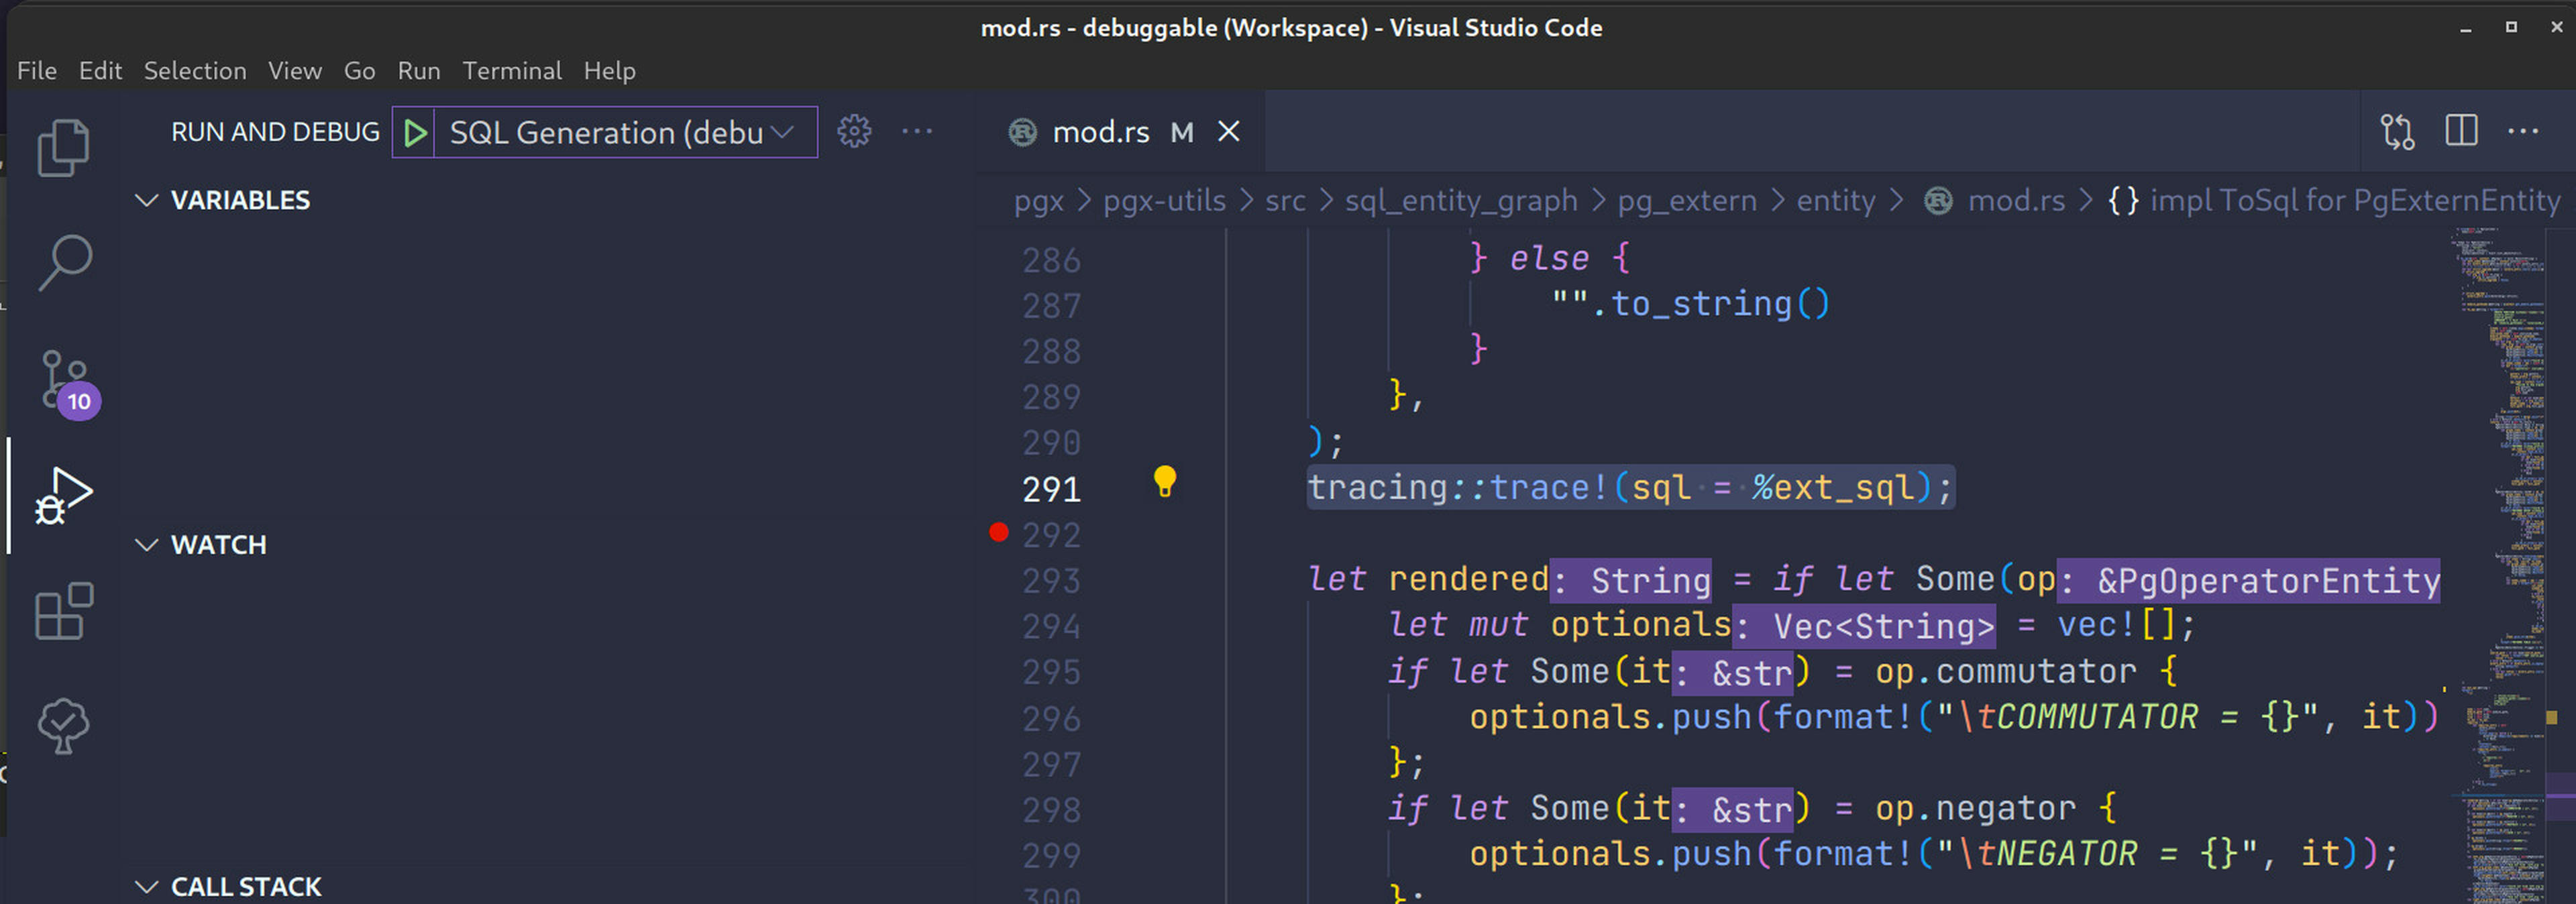 mod.rs - debuggable (Workspace) - Visual Studio Code
File Edit Selection View Go Run Terminal Help
RUN AND DEBUG SQL Generation (debu
mod.rs M
VARIABLES
WATCH
CALL STACK
10
pgx > pgx-utils > src > sql_entity_graph > pg_extern > entity > mod.rs > {} impl ToSql for PgExternEntity
286 } else {
287 "".to_string()
288 }
289 },
290 );
291 tracing::trace!(sql = %ext_sql);
292
293 let rendered: String = if let Some(op: &PgOperatorEntity
294 let mut optionals: Vec<String> = vec![];
295 if let Some(it: &str) = op.commutator {
296 optionals.push(format!("\tCOMMUTATOR = {}", it))
297 };
298 if let Some(it: &str) = op.negator {
299 optionals.push(format!("\tNEGATOR = {}", it));
300 };